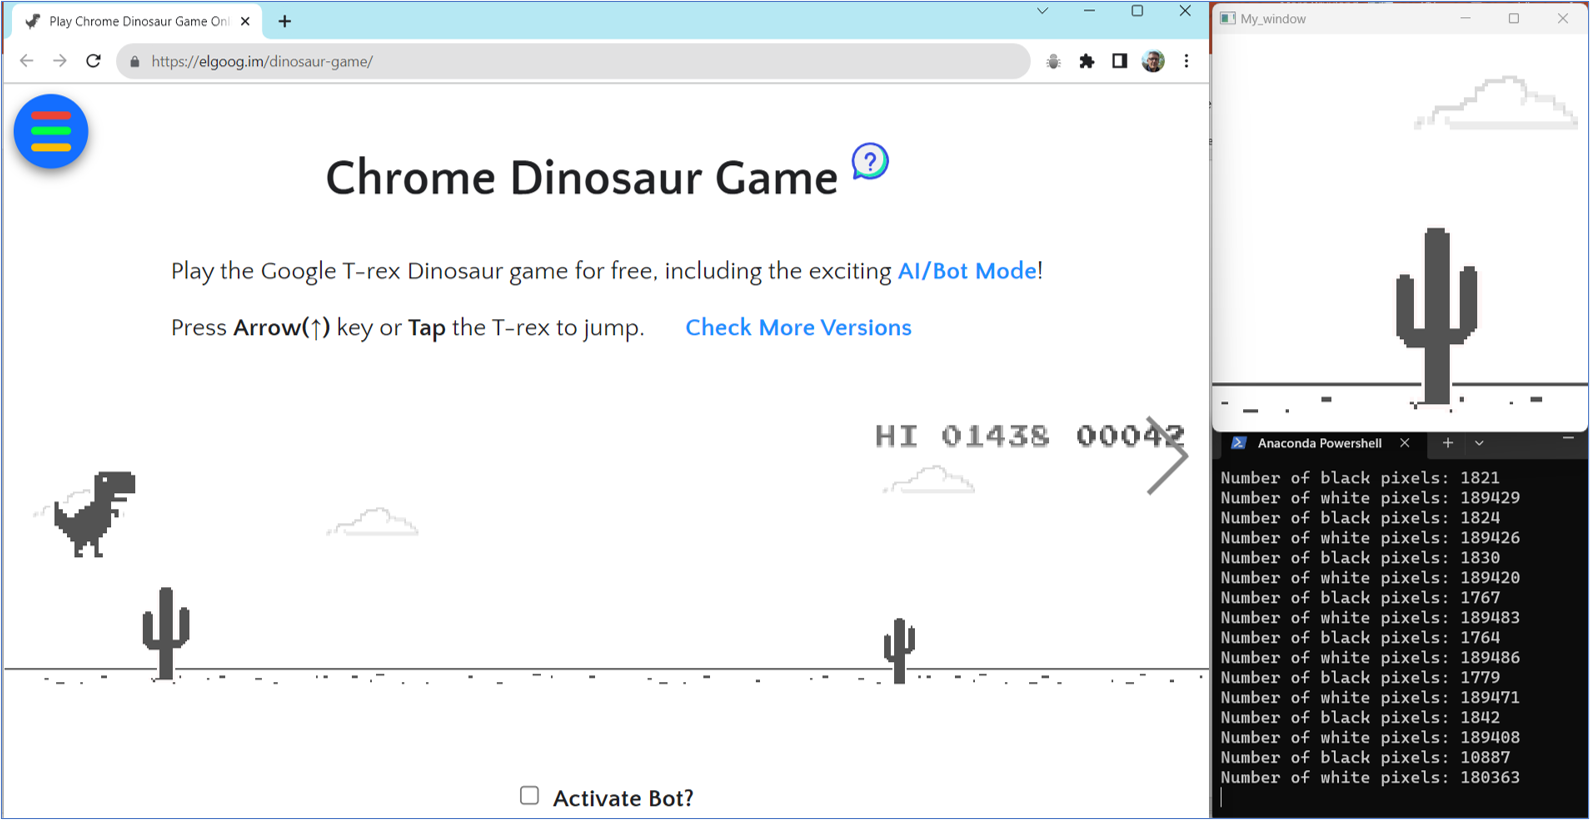 Play Chrome Dinosaur Game Onl
https://elgoog.im/dinosaur-game/
Chrome Dinosaur Game
?
Play the Google T-rex Dinosaur game for free, including the exciting AI/Bot Mode!
Press Arrow(↑) key or Tap the T-rex to jump. Check More Versions
HI 01438 00042
Activate Bot?
My_window
Anaconda Powershell
Number of black pixels: 1821
Number of white pixels: 189429
Number of black pixels: 1824
Number of white pixels: 189426
Number of black pixels: 1830
Number of white pixels: 189420
Number of black pixels: 1767
Number of white pixels: 189483
Number of black pixels: 1764
Number of white pixels: 189486
Number of black pixels: 1779
Number of white pixels: 189471
Number of black pixels: 1842
Number of white pixels: 189408
Number of black pixels: 10887
Number of white pixels: 180363